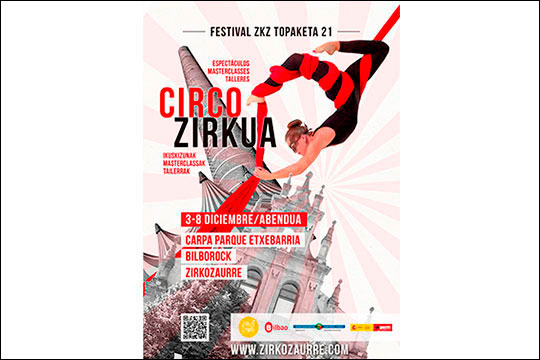 FESTIVAL ZKZ TOPAKETA 21
ESPECTÁCULOS
MASTERCLASSES
TALLERES
CIRCO
ZIRKUA
IKUSKIZUNAK
MASTERCLASSAK
TAILERRAK
3-8 DICIEMBRE/ABENDUA
CARPA PARQUE ETXEBARRIA
BILBOROCK
ZIRKOZAURRE
Bilbao
WWW.ZIRKOZAURRE.COM